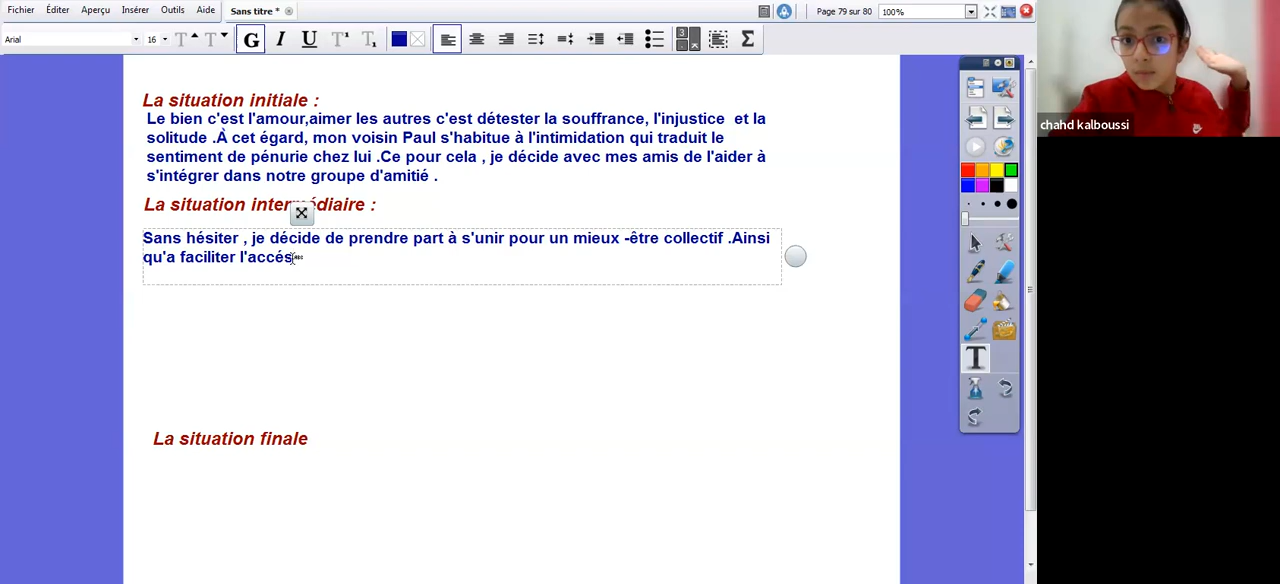 Fichier Éditer Aperçu Insérer Outils Aide Sans titre * Page 79 sur 80 100%
Arial 16 T T G I U T¹ T₁ Σ
chahd kalboussi
La situation initiale :
Le bien c'est l'amour,aimer les autres c'est détester la souffrance, l'injustice et la
solitude .À cet égard, mon voisin Paul s'habitue à l'intimidation qui traduit le
sentiment de pénurie chez lui .Ce pour cela , je décide avec mes amis de l'aider à
s'intégrer dans notre groupe d'amitié .
La situation intermédiaire :
Sans hésiter , je décide de prendre part à s'unir pour un mieux -être collectif .Ainsi
qu'a faciliter l'accés
La situation finale
T